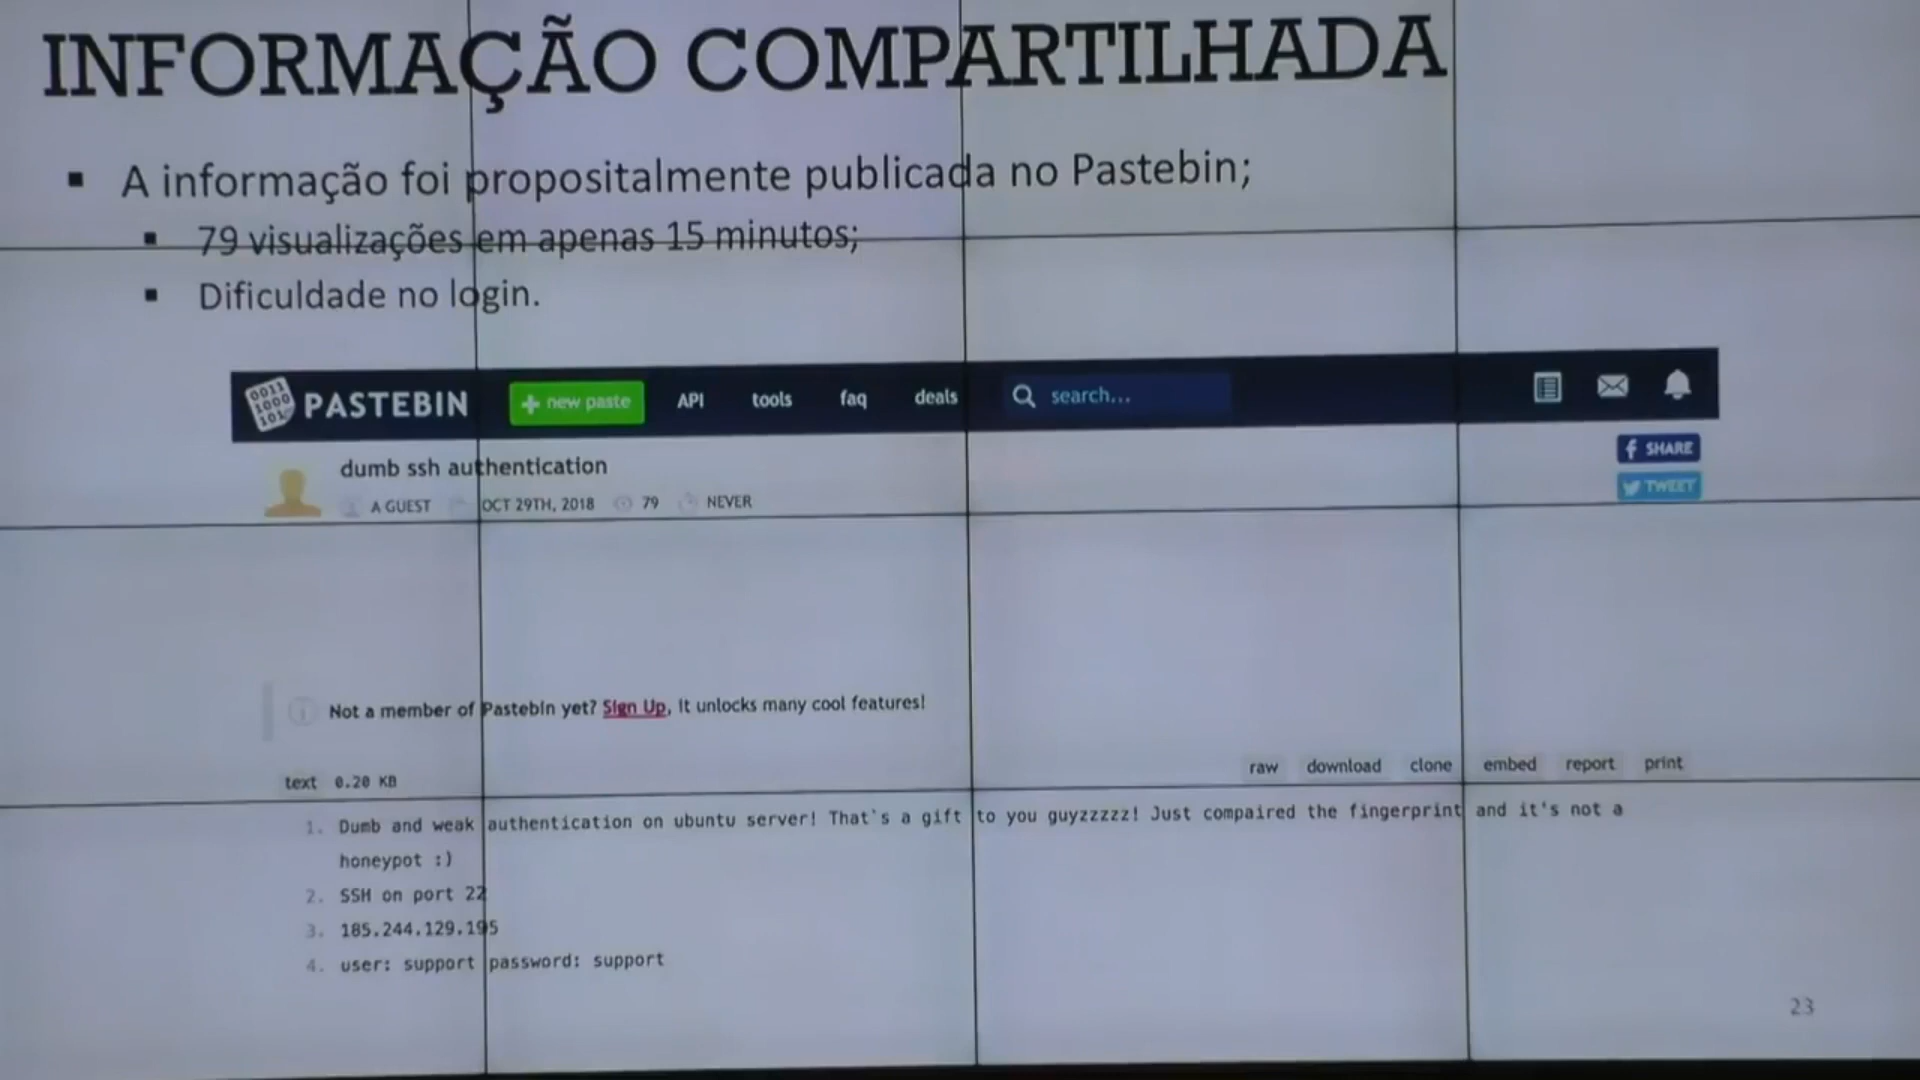 INFORMAÇÃO COMPARTILHADA
▪ A informação foi propositalmente publicada no Pastebin;
▪ 79 visualizações em apenas 15 minutos;
▪ Dificuldade no login.
0011 1000 101 PASTEBIN + new paste API tools faq deals search...
SHARE
dumb ssh authentication
TWEET
A GUEST OCT 29TH, 2018 79 NEVER
Not a member of Pastebin yet? Sign Up, it unlocks many cool features!
text 0.20 KB raw download clone embed report print
1. Dumb and weak authentication on ubuntu server! That's a gift to you guyzzzzz! Just compaired the fingerprint and it's not a
honeypot :)
2. SSH on port 22
3. 185.244.129.195
4. user: support password: support
23